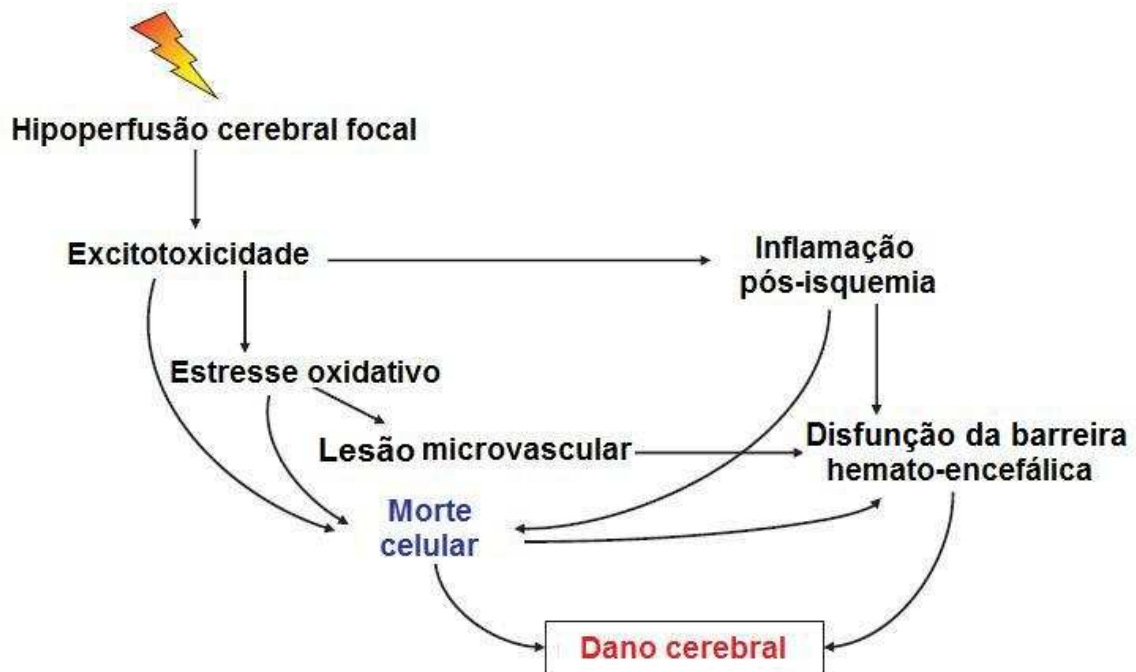 Hipoperfusão cerebral focal
Excitotoxicidade
Inflamação
pós-isquemia
Estresse oxidativo
Lesão microvascular
Disfunção da barreira
hemato-encefálica
Morte
celular
Dano cerebral